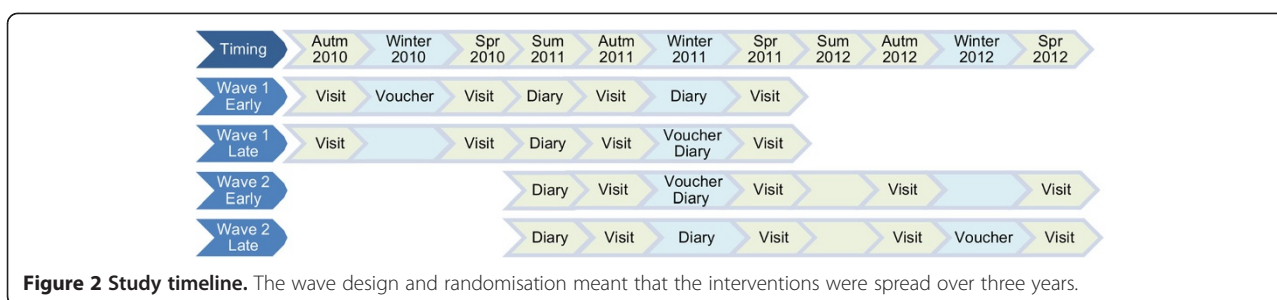 Timing Autm 2010 Winter 2010 Spr 2010 Sum 2011 Autm 2011 Winter 2011 Spr 2011 Sum 2012 Autm 2012 Winter 2012 Spr 2012
Wave 1 Early Visit Voucher Visit Diary Visit Diary Visit
Wave 1 Late Visit Visit Diary Visit Voucher Diary Visit
Wave 2 Early Diary Visit Voucher Diary Visit Visit Visit
Wave 2 Late Diary Visit Diary Visit Visit Voucher Visit
Figure 2 Study timeline. The wave design and randomisation meant that the interventions were spread over three years.